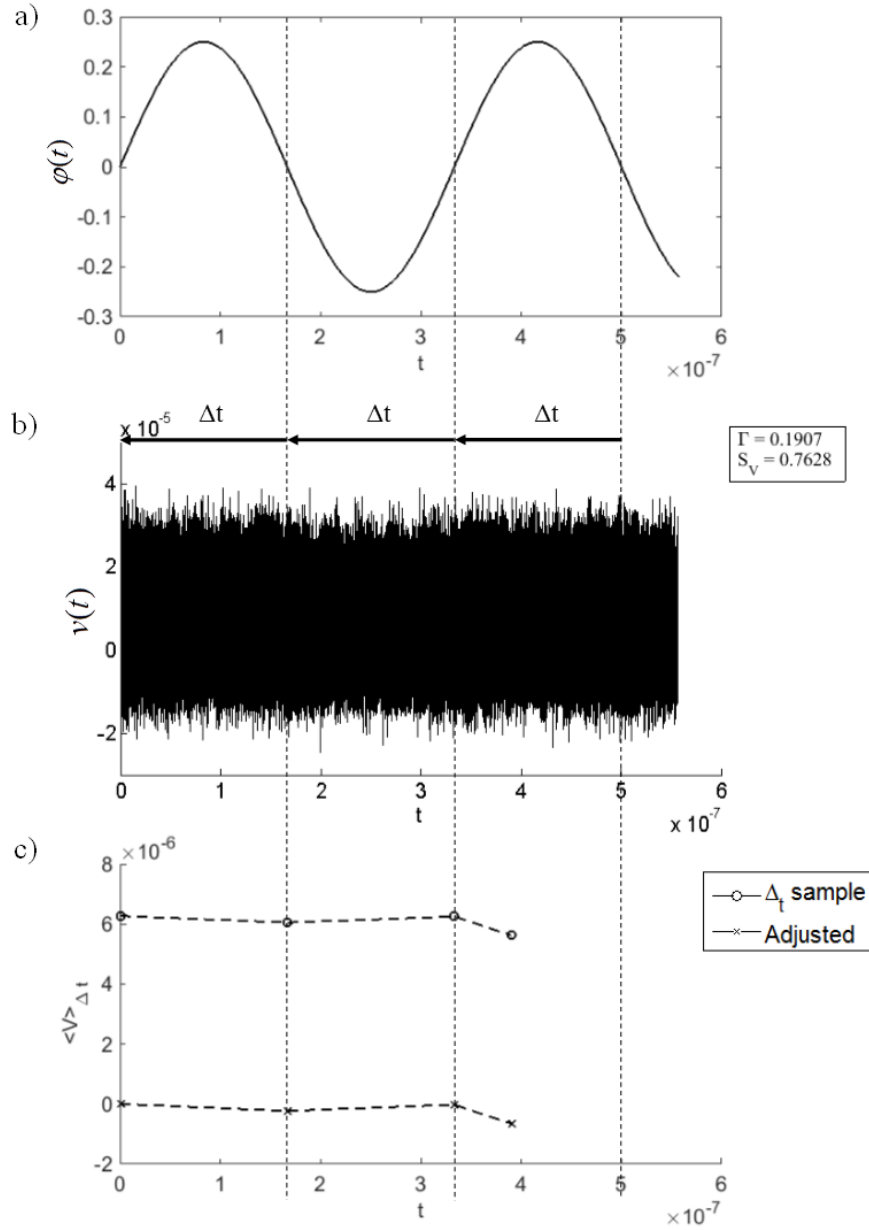 a)
0.3
0.2
0.1
0
-0.1
-0.2
-0.3
φ(t)
0 1 2 3 4 5 6
t
×10⁻⁷
b)
x 10⁻⁵
Δt Δt Δt
Γ = 0.1907
S_V = 0.7628
4
2
0
-2
v(t)
0 1 2 3 4 5 6
t
x 10⁻⁷
c)
×10⁻⁶
8
6
4
2
0
-2
<V>_Δt
Δ_t sample
Adjusted
0 1 2 3 4 5 6
t
×10⁻⁷